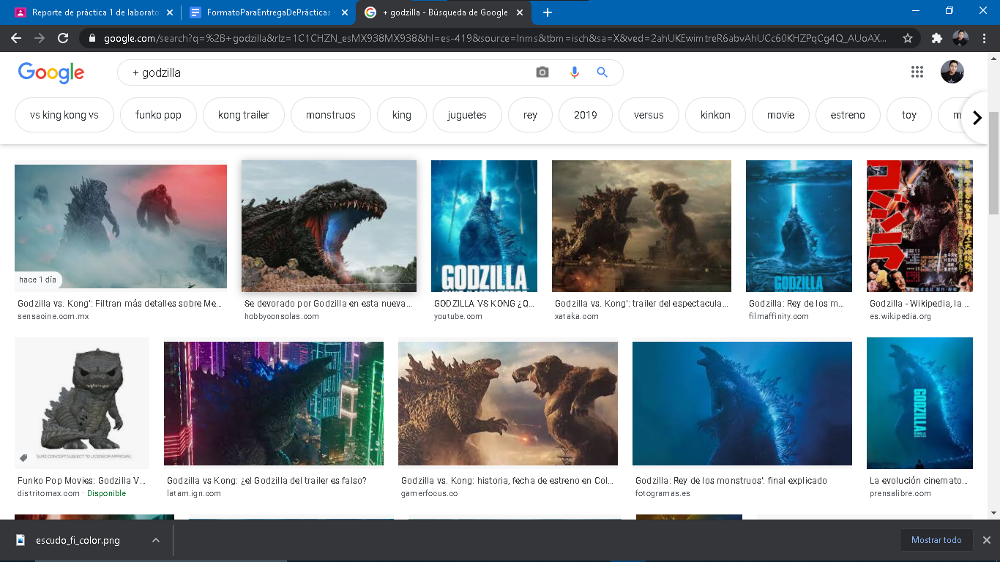 Reporte de práctica 1 de laborato
FormatoParaEntregaDePrácticas -
+ godzilla - Búsqueda de Google
google.com/search?q=%2B+godzilla&rlz=1C1CHZN_esMX938MX938&hl=es-419&source=lnms&tbm=isch&sa=X&ved=2ahUKEwimtreR6abvAhUCc60KHZPqCg4Q_AUoAX...
Google
+ godzilla
vs king kong vs
funko pop
kong trailer
monstruos
king
juguetes
rey
2019
versus
kinkon
movie
estreno
toy
m
hace 1 día
GODZILLA
GODZILLA
ゴジラ
Godzilla vs. Kong': Filtran más detalles sobre Me...
sensacine.com.mx
Se devorado por Godzilla en esta nueva...
hobbyconsolas.com
GODZILLA VS KONG ¿Q...
youtube.com
Godzilla vs. Kong': trailer del espectacula...
xataka.com
Godzilla: Rey de los m...
filmaffinity.com
Godzilla - Wikipedia, la ...
es.wikipedia.org
SURE CONCEPT SUBJECT TO LICENSOR APPROVAL
GODZILLA
Funko Pop Movies: Godzilla V...
distritomax.com · Disponible
Godzilla vs Kong: ¿el Godzilla del trailer es falso?
latam.ign.com
Godzilla vs. Kong: historia, fecha de estreno en Col...
gamerfocus.co
Godzilla: Rey de los monstruos': final explicado
fotogramas.es
La evolución cinemato...
prensalibre.com
escudo_fi_color.png
Mostrar todo